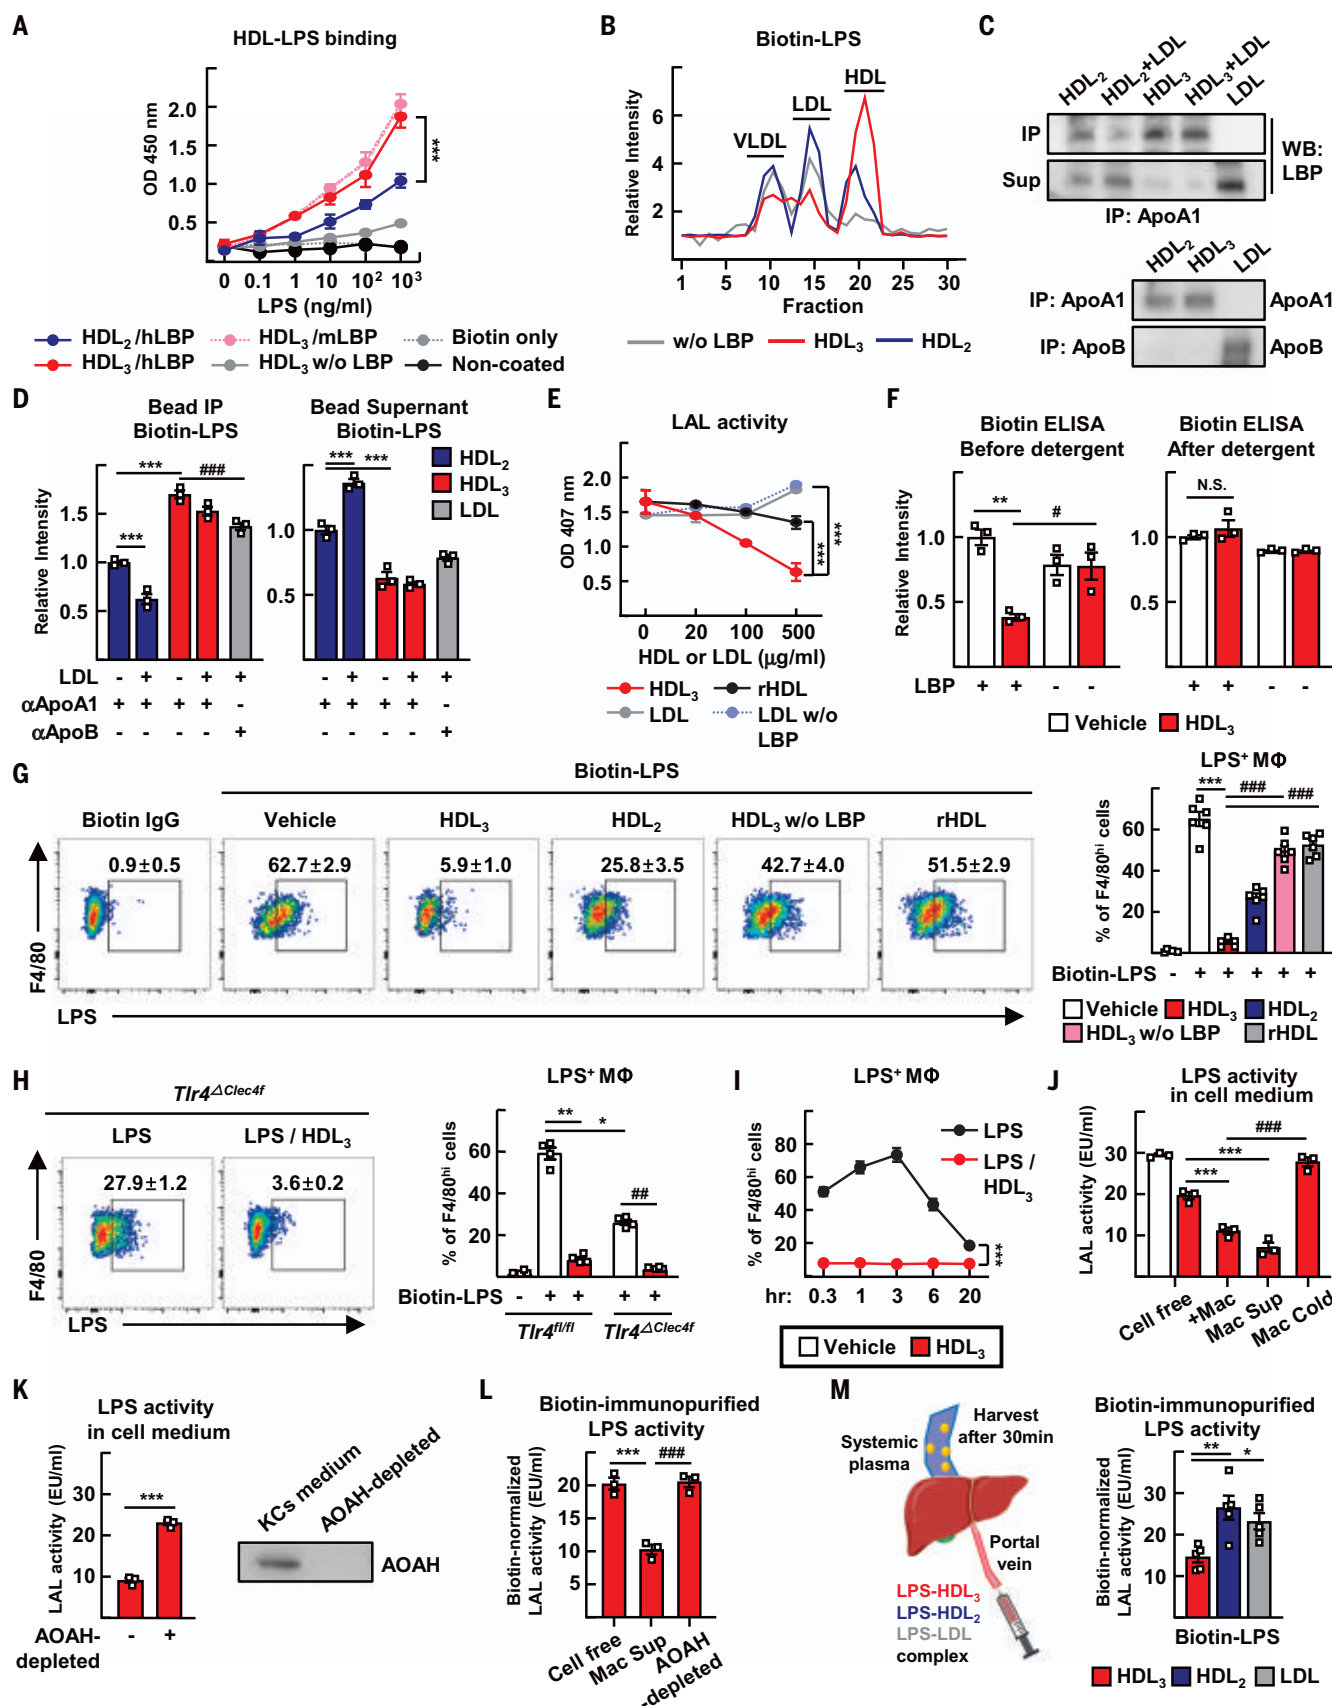 A
HDL-LPS binding
OD 450 nm
2.0
1.5
1.0
0.5
0 0.1 1 10 10² 10³
LPS (ng/ml)
***
HDL₂/hLBP HDL₃/mLBP Biotin only
HDL₃/hLBP HDL₃ w/o LBP Non-coated
B
Biotin-LPS
Relative Intensity
6
4
2
VLDL LDL HDL
1 5 10 15 20 25 30
Fraction
w/o LBP HDL₃ HDL₂
C
HDL₂ HDL₂+LDL HDL₃ HDL₃+LDL LDL
IP
Sup
WB:
LBP
IP: ApoA1
HDL₂ HDL₃ LDL
IP: ApoA1 ApoA1
IP: ApoB ApoB
D
Bead IP
Biotin-LPS
Bead Supernant
Biotin-LPS
Relative Intensity
1.5
1.0
0.5
*** *** ###
1.0
0.5
*** ***
HDL₂
HDL₃
LDL
LDL - + - + + - + - + +
αApoA1 + + + + - + + + + -
αApoB - - - - + - - - - +
E
LAL activity
OD 407 nm
2.0
1.5
1.0
0.5
0 20 100 500
HDL or LDL (μg/ml)
*** ***
HDL₃ rHDL
LDL LDL w/o
LBP
F
Biotin ELISA
Before detergent
Biotin ELISA
After detergent
Relative Intensity
1.0
0.5
** #
1.0
0.5
N.S.
LBP + + - - + + - -
Vehicle HDL₃
G
Biotin-LPS
Biotin IgG Vehicle HDL₃ HDL₂ HDL₃ w/o LBP rHDL
0.9±0.5 62.7±2.9 5.9±1.0 25.8±3.5 42.7±4.0 51.5±2.9
F4/80
LPS
LPS⁺ MΦ
% of F4/80ʰⁱ cells
60
40
20
*** ### ###
Biotin-LPS - + + + + +
Vehicle HDL₃ HDL₂
HDL₃ w/o LBP rHDL
H
Tlr4ΔClec4f
LPS LPS / HDL₃
27.9±1.2 3.6±0.2
F4/80
LPS
LPS⁺ MΦ
% of F4/80ʰⁱ cells
60
40
20
** * ##
Biotin-LPS - + + + +
Tlr4fl/fl Tlr4ΔClec4f
I
LPS⁺ MΦ
% of F4/80ʰⁱ cells
80
60
40
20
LPS
LPS /
HDL₃
***
hr: 0.3 1 3 6 20
Vehicle HDL₃
J
LPS activity
in cell medium
LAL activity (EU/ml)
30
20
10
###
***
***
Cell free +Mac Mac Sup Mac Cold
K
LPS activity
in cell medium
LAL activity (EU/ml)
30
20
10
***
AOAH-
depleted - +
KCs medium AOAH-depleted
AOAH
L
Biotin-immunopurified
LPS activity
Biotin-normalized
LAL activity (EU/ml)
20
10
5
*** ###
Cell free Mac Sup AOAH
-depleted
M
Systemic
plasma
Harvest
after 30min
Portal
vein
LPS-HDL₃
LPS-HDL₂
LPS-LDL
complex
Biotin-immunopurified
LPS activity
Biotin-normalized
LAL activity (EU/ml)
30
20
10
** *
Biotin-LPS
HDL₃ HDL₂ LDL